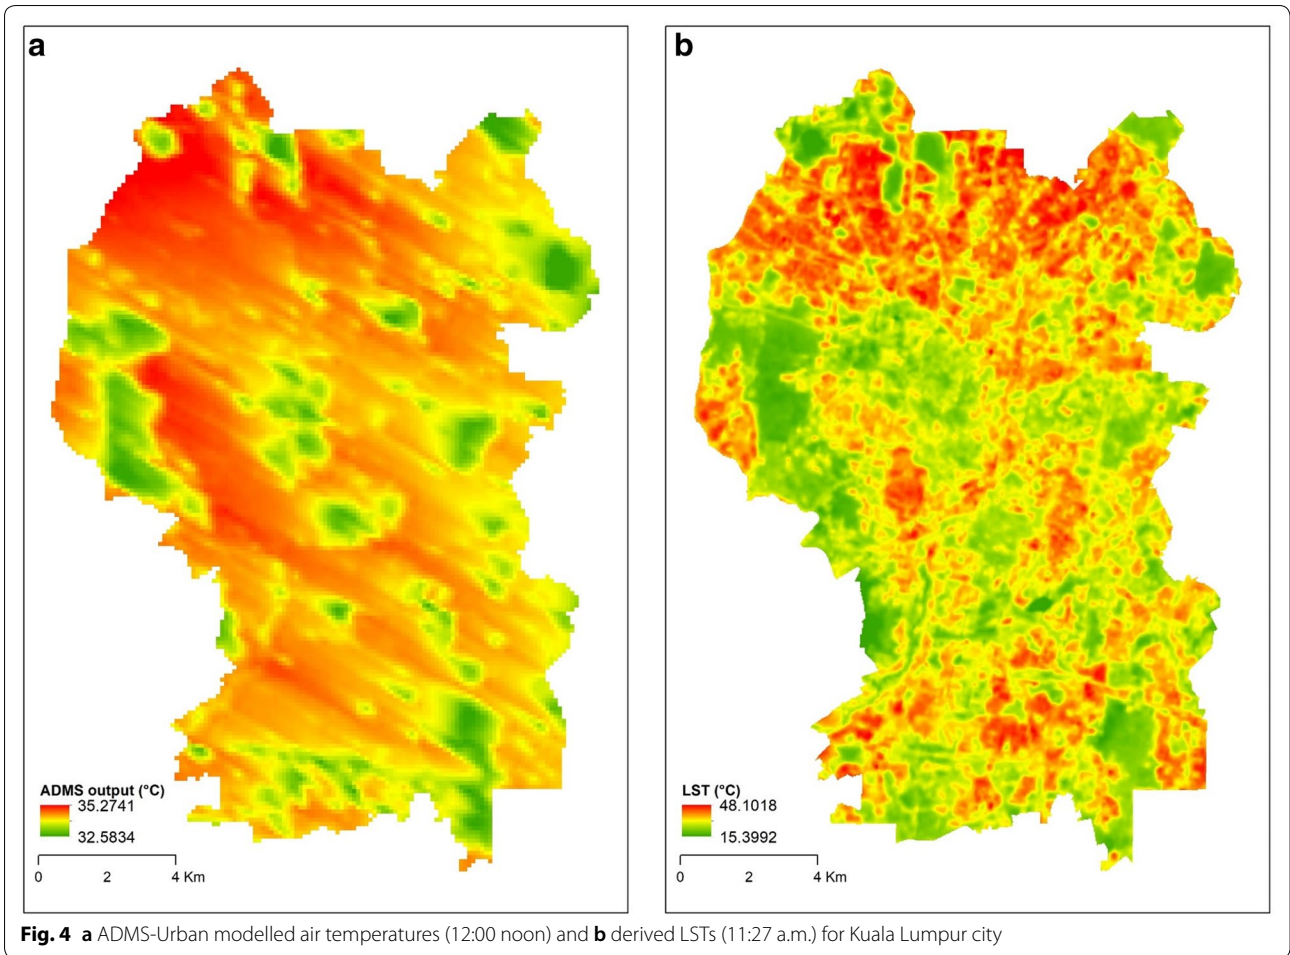 a
ADMS output (°C)
35.2741
32.5834
0 2 4 Km
b
LST (°C)
48.1018
15.3992
0 2 4 Km
Fig. 4 a ADMS-Urban modelled air temperatures (12:00 noon) and b derived LSTs (11:27 a.m.) for Kuala Lumpur city